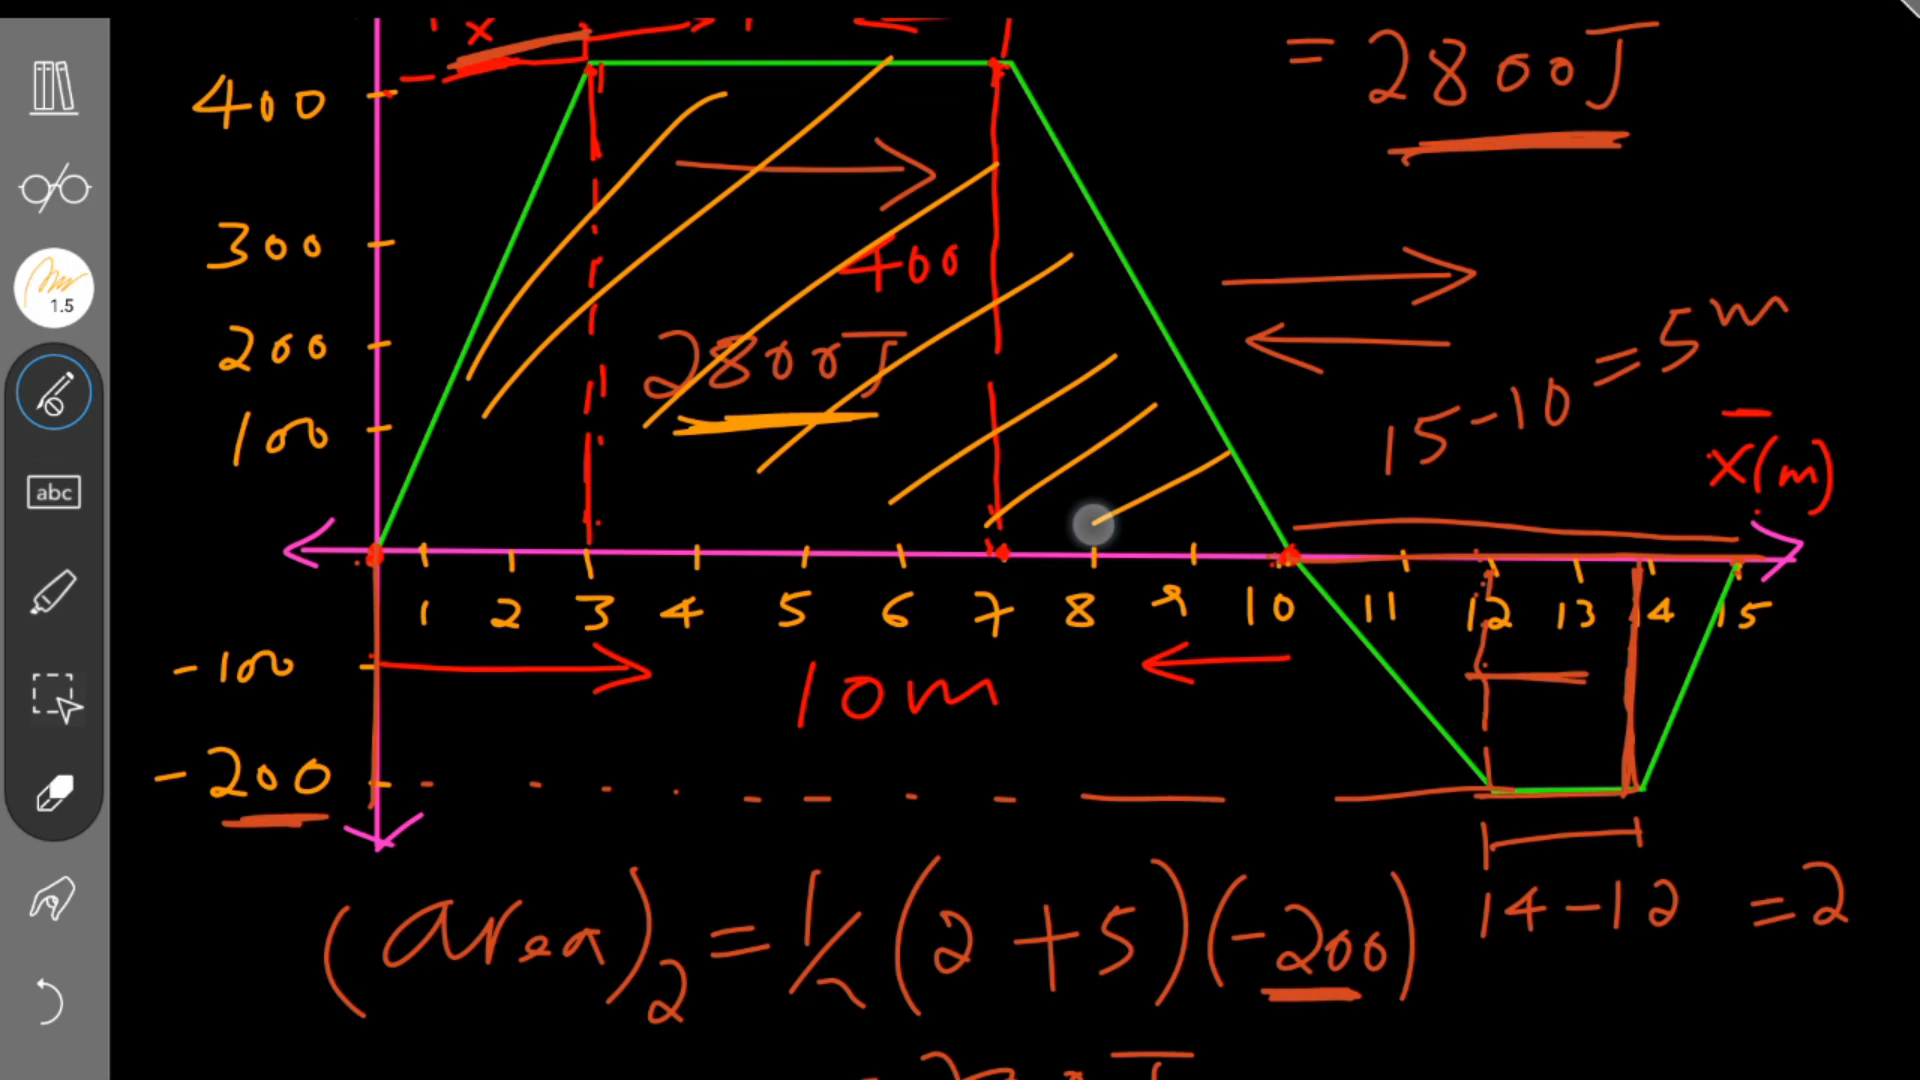 x
= 2800J
400
300
400
200
2800J
15-10 = 5m
100
x(m)
1 2 3 4 5 6 7 8 9 10 11 12 13 14 15
-100
10m
-200
14-12 = 2
(area)₂ = ½ (2+5)(-200)
1.5
abc